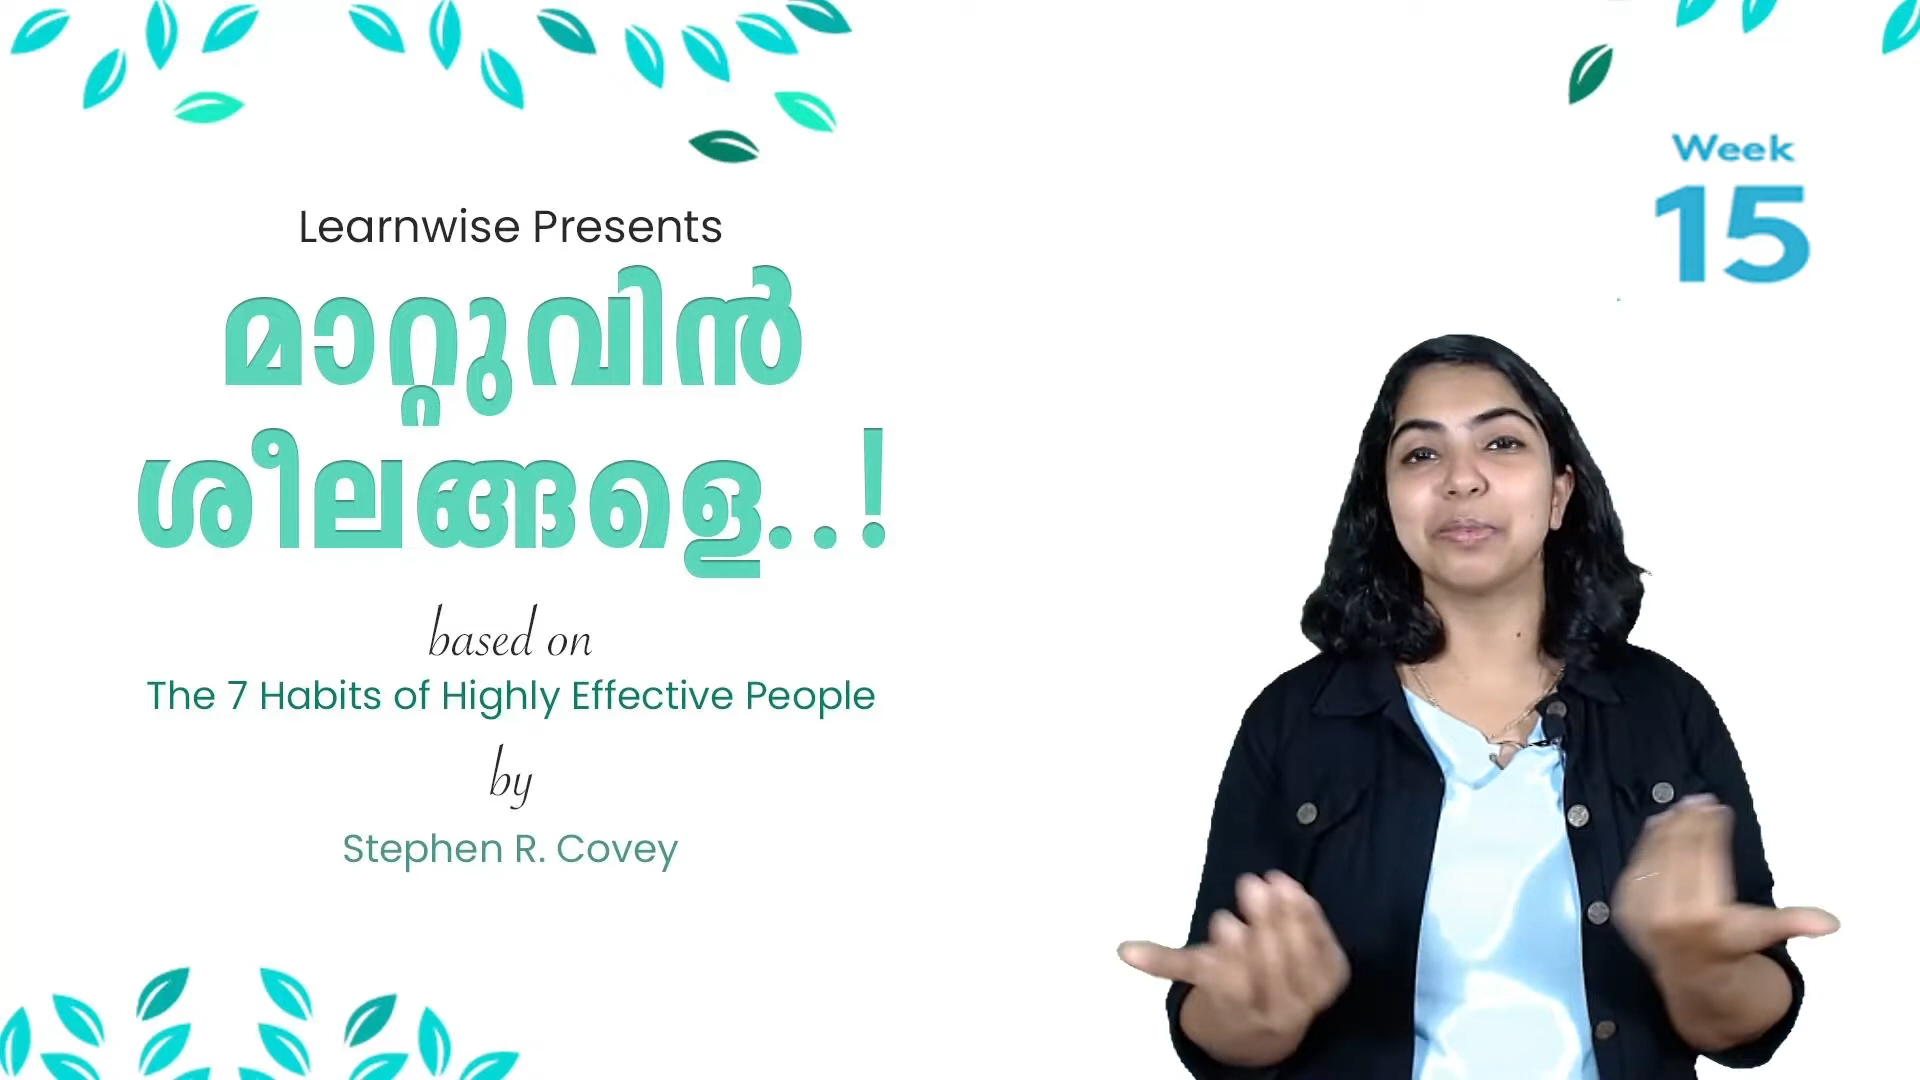 Learnwise Presents
മാറ്റുവിൻ
ശീലങ്ങളെ..!
based on
The 7 Habits of Highly Effective People
by
Stephen R. Covey
Week
15